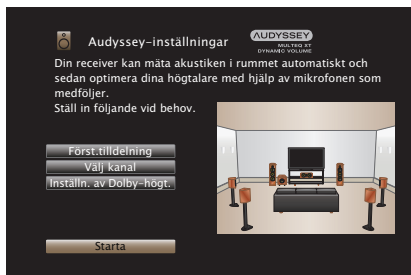 Audyssey-inställningar
AUDYSSEY
MULTEQ XT
DYNAMIC VOLUME
Din receiver kan mäta akustiken i rummet automatiskt och
sedan optimera dina högtalare med hjälp av mikrofonen som
medföljer.
Ställ in följande vid behov.
Först.tilldelning
Välj kanal
Inställn. av Dolby-högt.
Starta